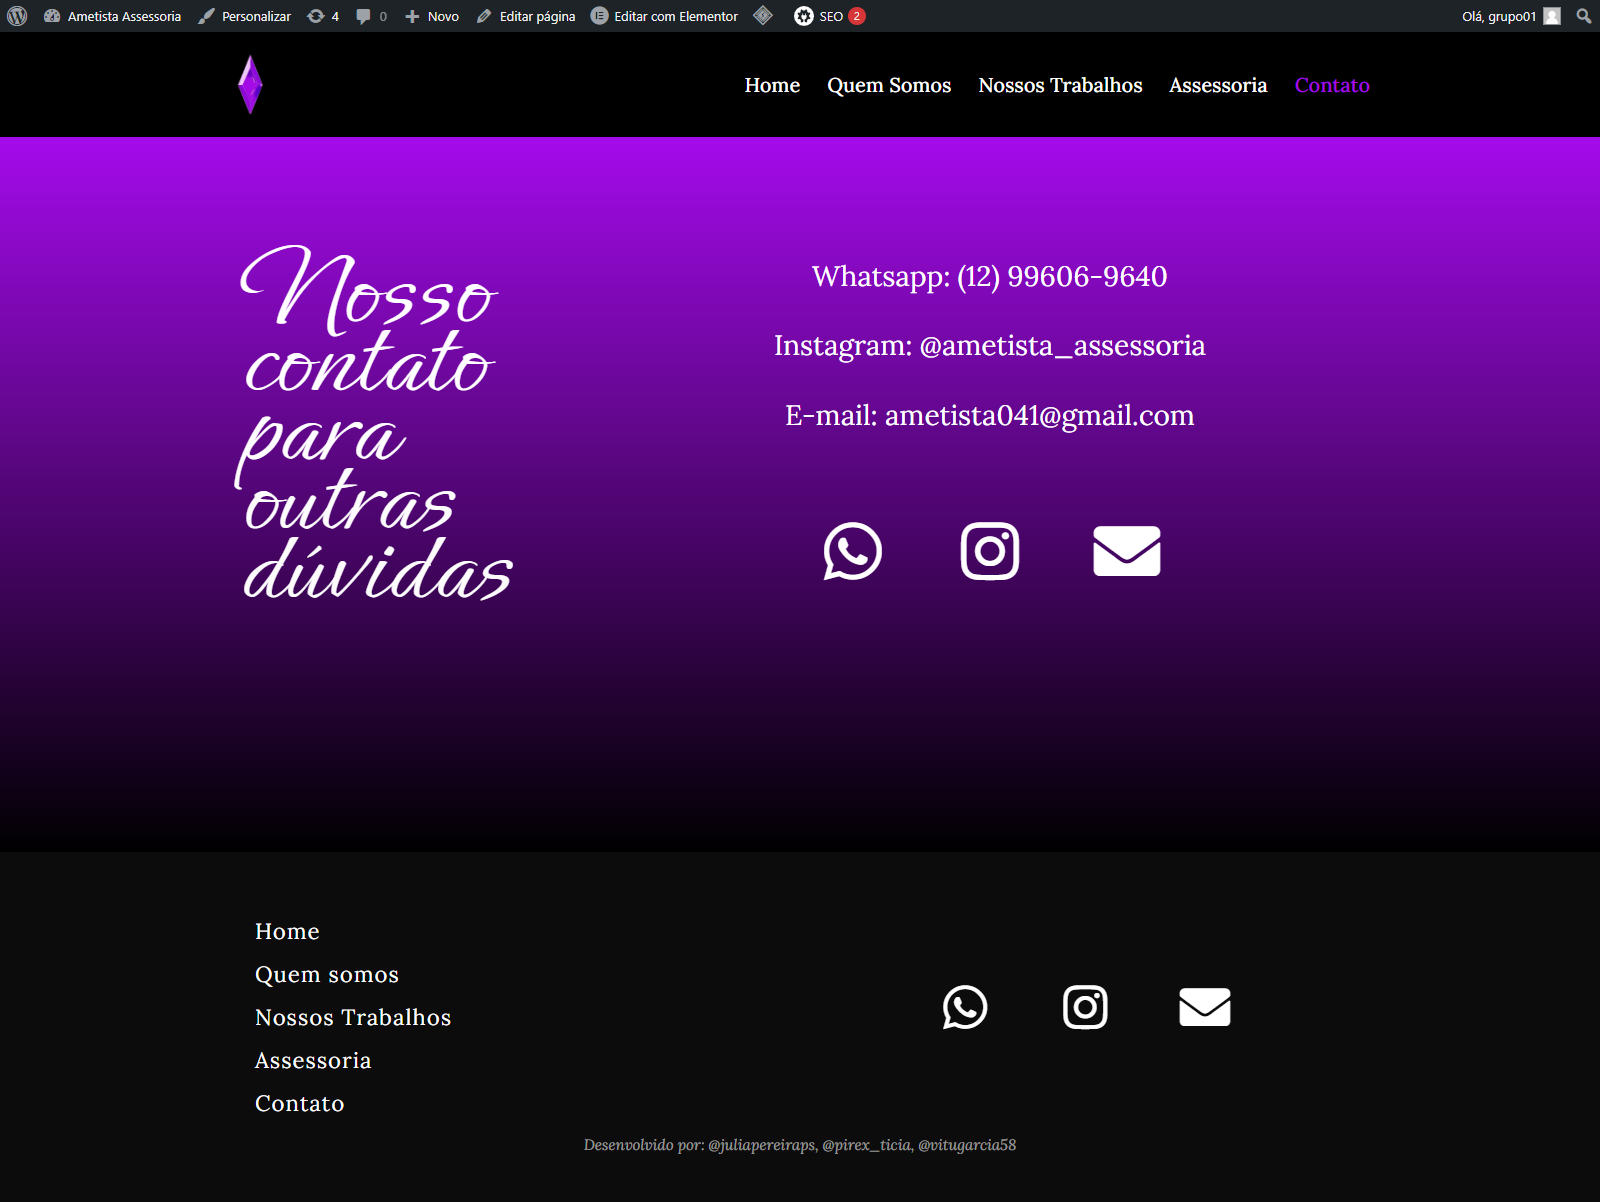 Ametista Assessoria Personalizar 4 0 Novo Editar página Editar com Elementor SEO 2 Olá, grupo01
Home Quem Somos Nossos Trabalhos Assessoria Contato
Nosso
contato
para
outras
dúvidas
Whatsapp: (12) 99606-9640
Instagram: @ametista_assessoria
E-mail: ametista041@gmail.com
Home
Quem somos
Nossos Trabalhos
Assessoria
Contato
Desenvolvido por: @juliapereiraps, @pirex_ticia, @vitugarcia58